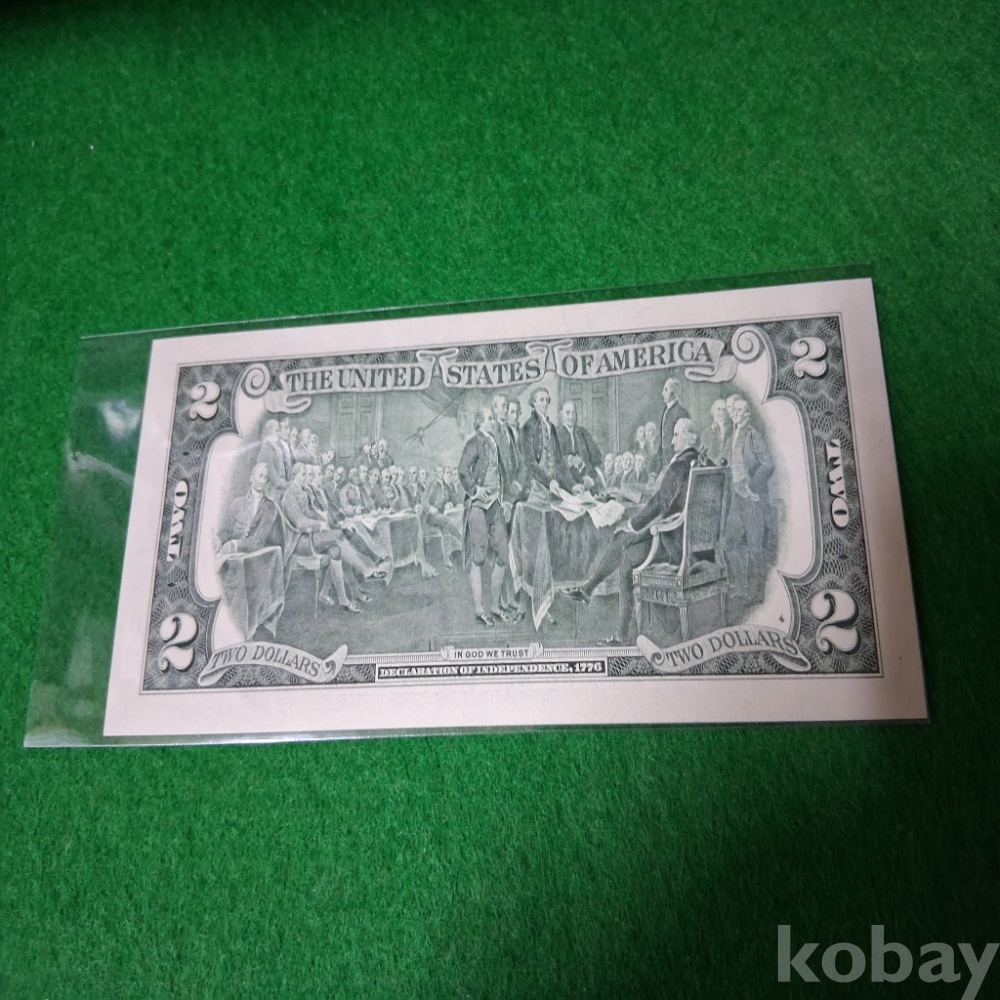 THE UNITED STATES OF AMERICA
2
2
TWO
TWO
2
2
4
TWO DOLLARS
IN GOD WE TRUST
TWO DOLLARS
DECLARATION OF INDEPENDENCE, 1776
kobay